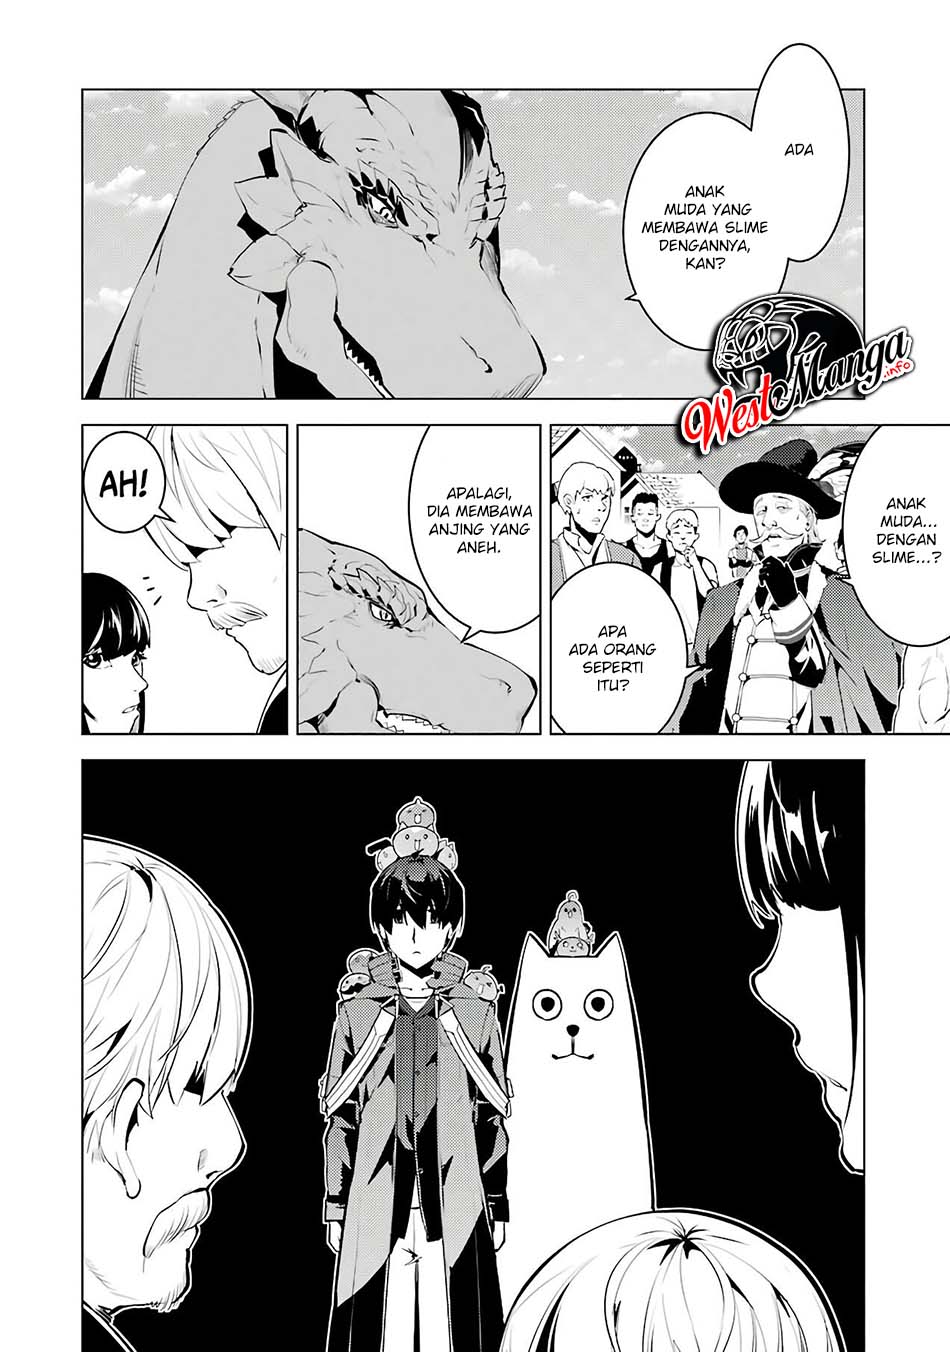 ADA
ANAK
MUDA YANG
MEMBAWA SLIME
DENGANNYA,
KAN?
WestManga
.info
ANAK
MUDA...
DENGAN
SLIME...?
APA
ADA ORANG
SEPERTI
ITU?
APALAGI,
DIA MEMBAWA
ANJING YANG
ANEH.
AH!